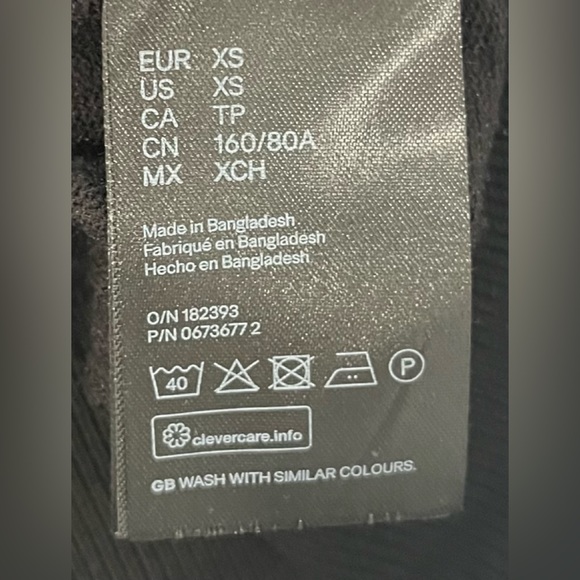 EUR XS
US XS
CA TP
CN 160/80A
MX XCH
Made in Bangladesh
Fabriqué en Bangladesh
Hecho en Bangladesh
O/N 182393
P/N 0673677 2
40 P
clevercare.info
GB WASH WITH SIMILAR COLOURS.